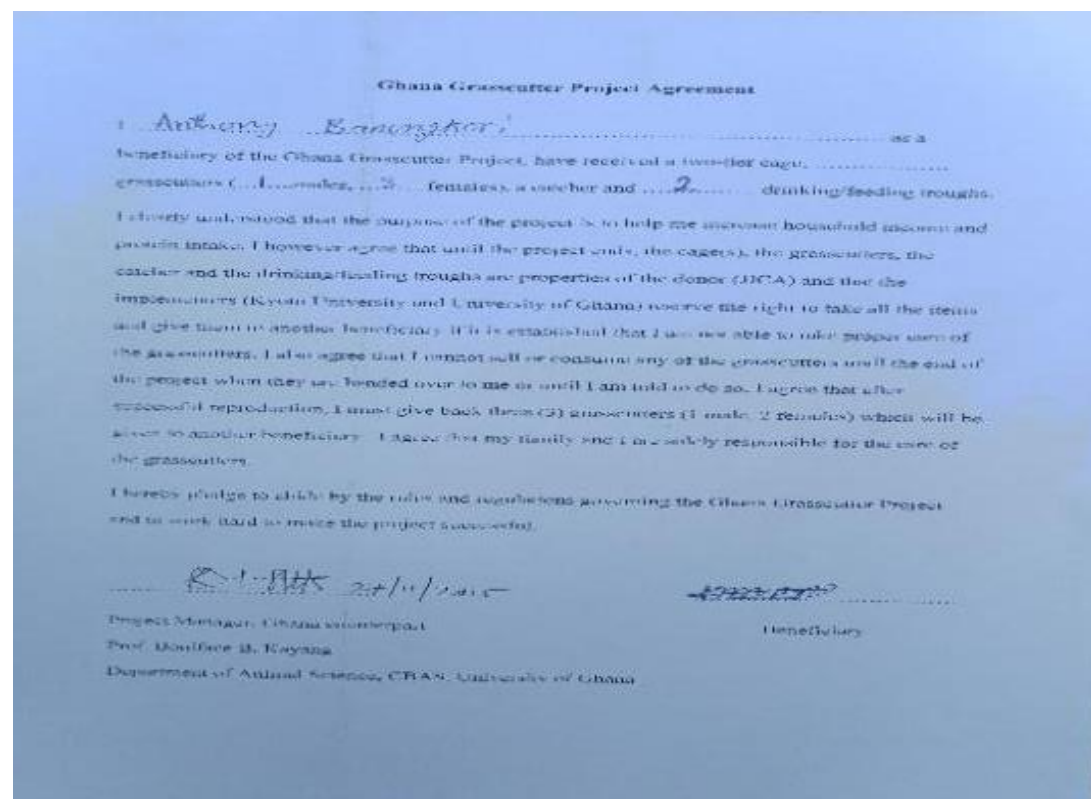 Ghana Grasscutter Project Agreement
I Anthony ........ as a
beneficiary of the Ghana Grasscutter Project, have received a two-tier cage, ....................
grasscutters (...1.....males, ... females), a catcher and ....2........ drinking/feeding troughs.
I clearly understood that the purpose of the project is to help me increase household income and
protein intake. I however agree that until the project ends, the cage(s), the grasscutters, the
catcher and the drinking/feeding troughs are properties of the donor (JICA) and that the
implementers (Kyoto University and University of Ghana) reserve the right to take all the items
and give them to another beneficiary if it is established that I am not able to take proper care of
the grasscutters. I also agree that I cannot sell or consume any of the grasscutters until the end of
the project when they are handed over to me or until I am told to do so. I agree that after
successful reproduction, I must give back three (3) grasscutters (1 male, 2 females) which will be
given to another beneficiary. I agree that my family and I are solely responsible for the care of
the grasscutters.
I hereby pledge to abide by the rules and regulations governing the Ghana Grasscutter Project
and to work hard to make the project successful.
Project Manager, Ghana counterpart
Beneficiary
Prof. Boniface B. Kayang
Department of Animal Science, University of Ghana